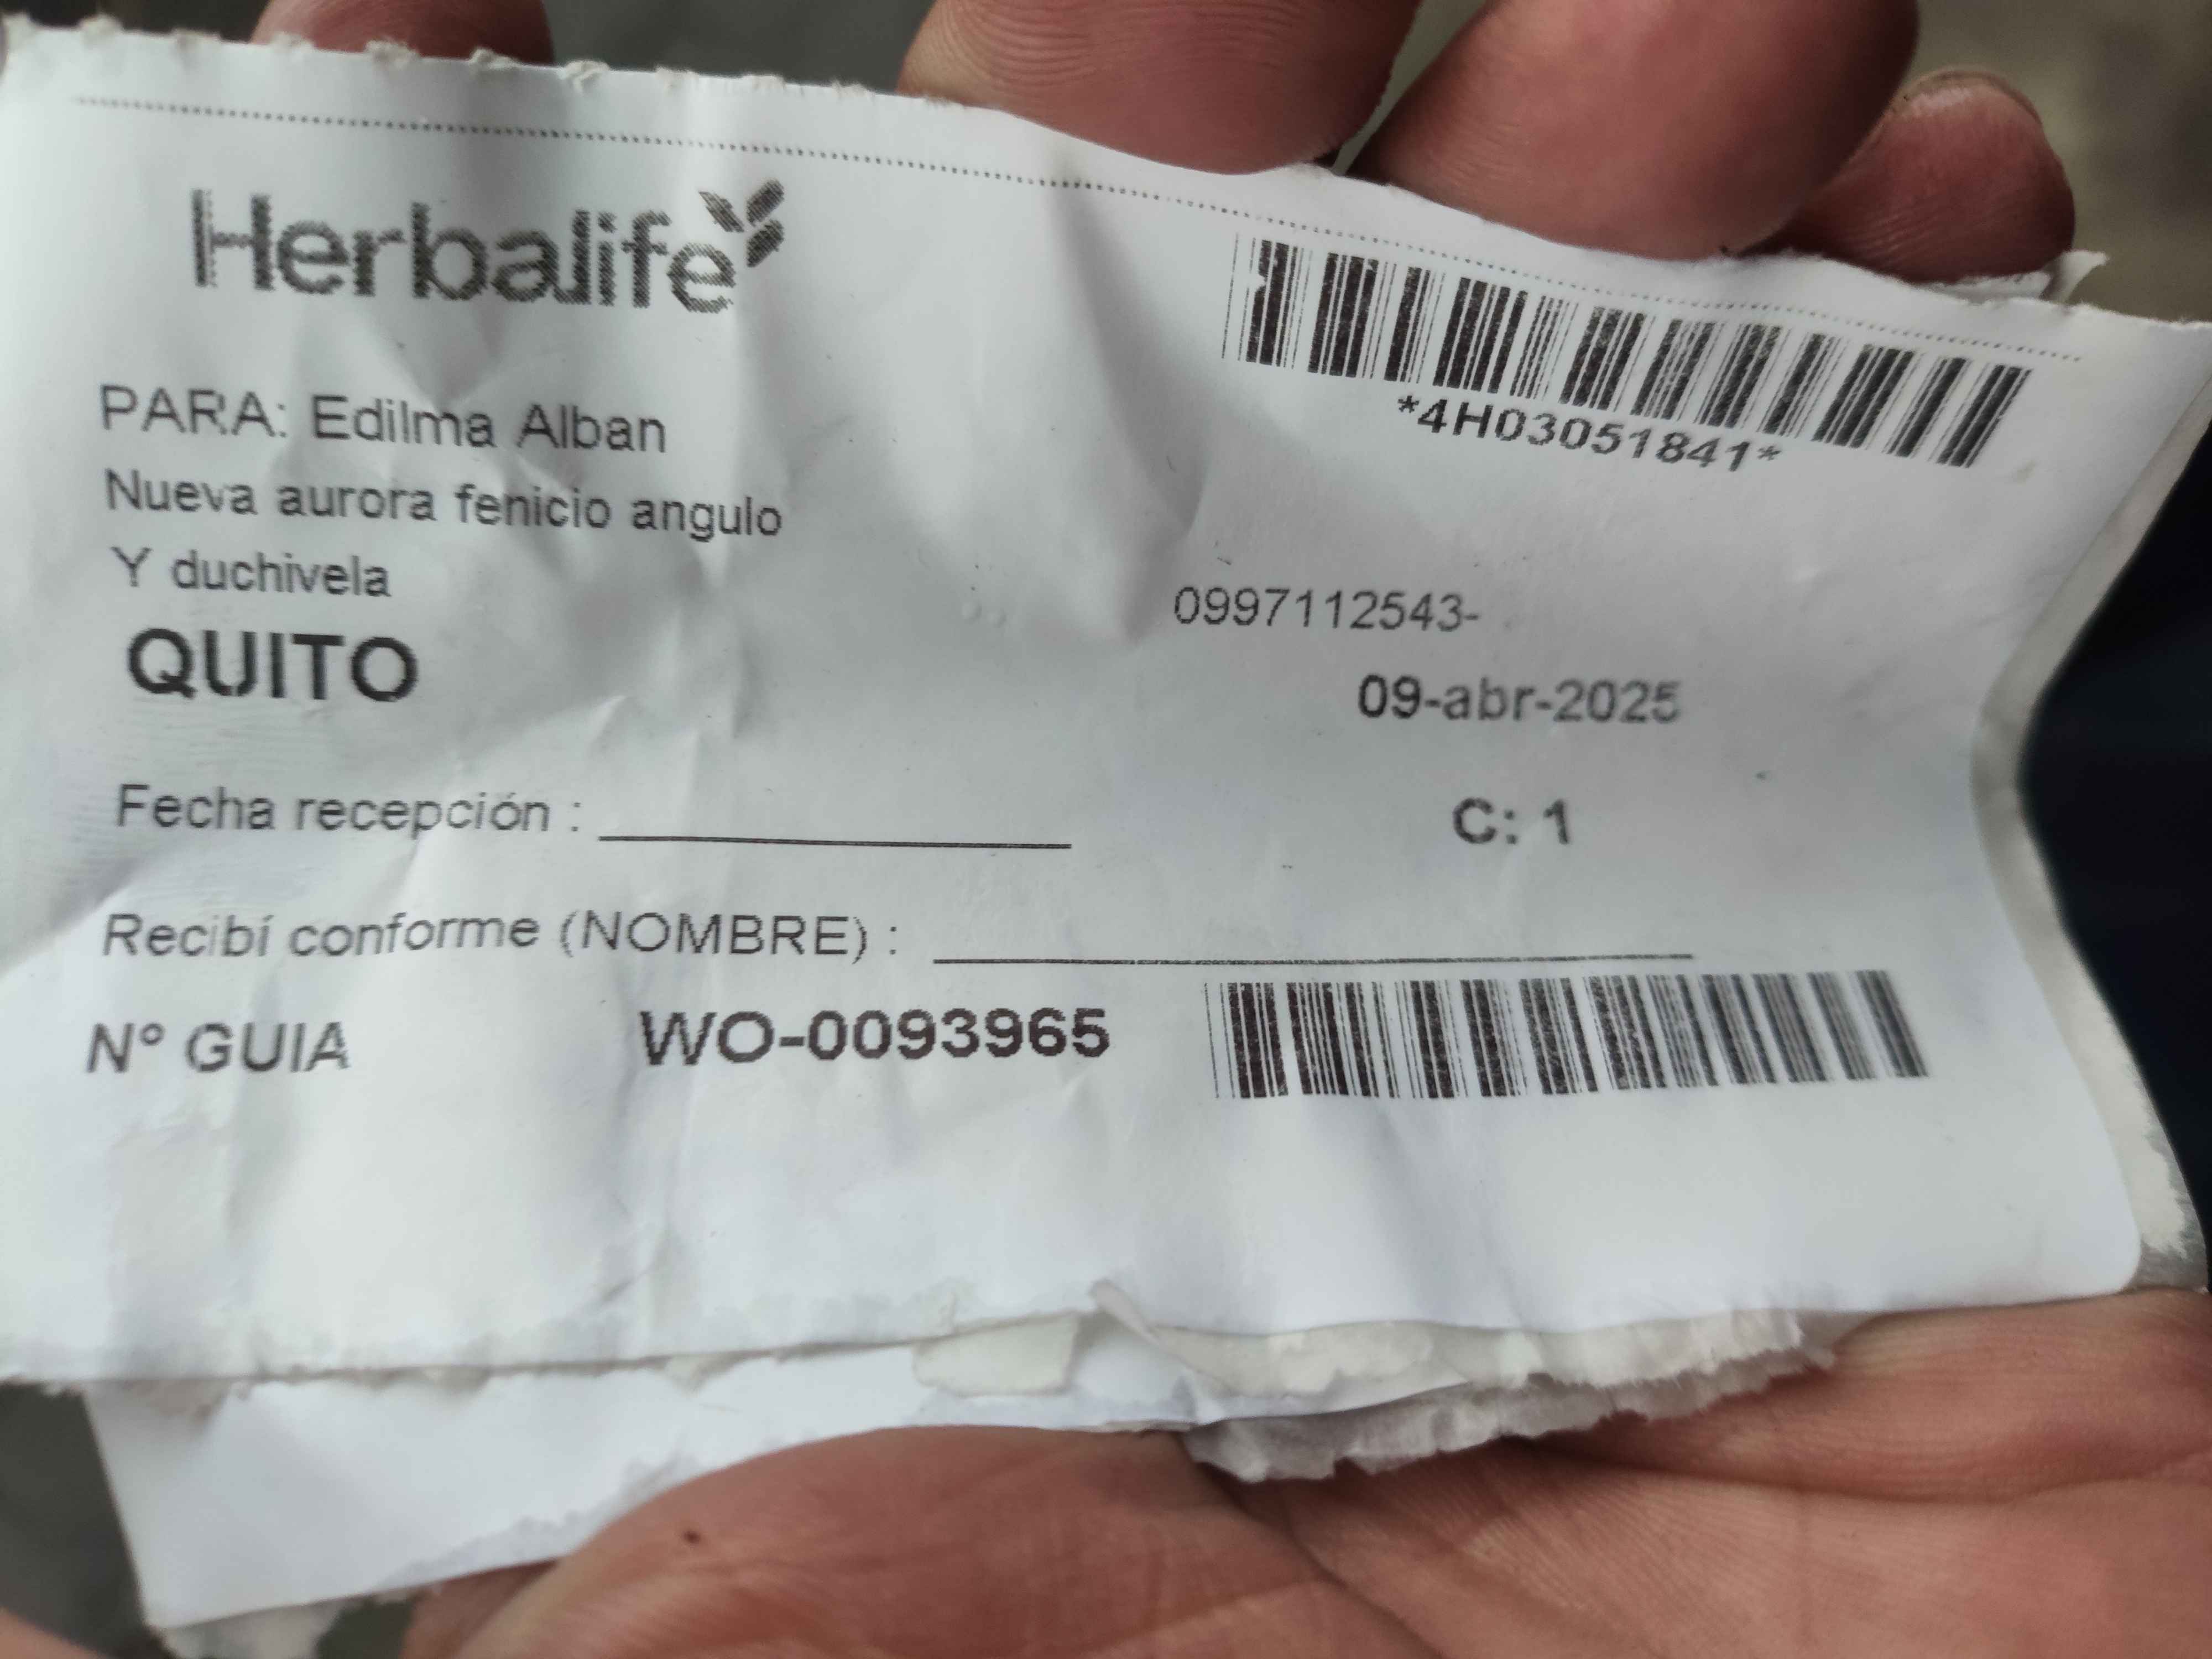 Herbalife
*4H03051841*
PARA: Edilma Alban
Nueva aurora fenicio angulo
Y duchivela
0997112543-
QUITO
09-abr-2025
Fecha recepción : 
C: 1
Recibí conforme (NOMBRE) : 
N° GUIA WO-0093965